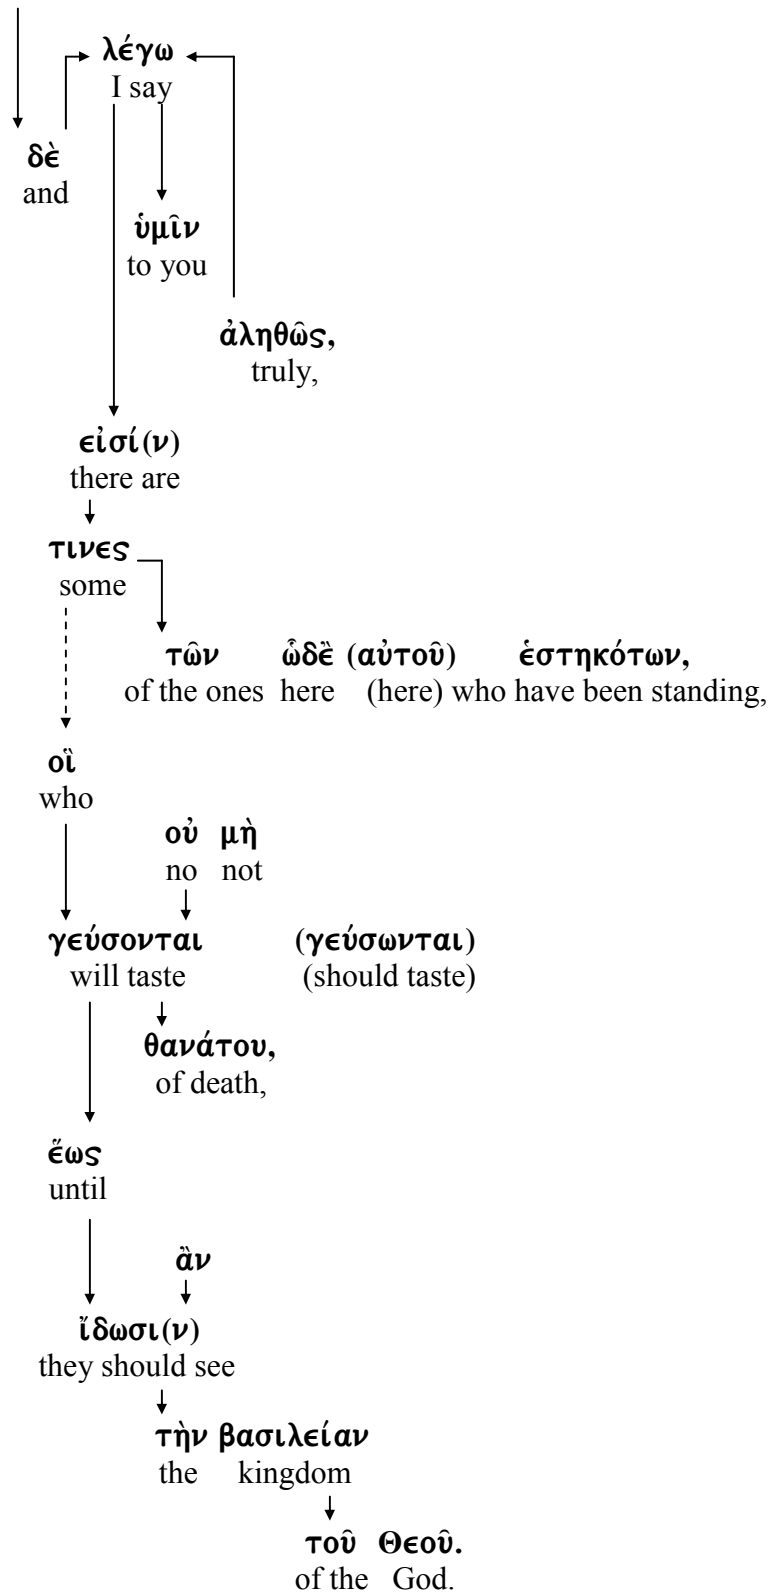 λέγω
I say
δὲ
and
ὑμῖν
to you
ἀληθῶς,
truly,
εἰσί(ν)
there are
τινες
some
τῶν ὧδὲ (αὐτοῦ) ἑστηκότων,
of the ones here (here) who have been standing,
οἳ
who
οὐ μὴ
no not
γεύσονται (γεύσωνται)
will taste (should taste)
θανάτου,
of death,
ἕως
until
ἂν
ἴδωσι(ν)
they should see
τὴν βασιλείαν
the kingdom
τοῦ Θεοῦ.
of the God.